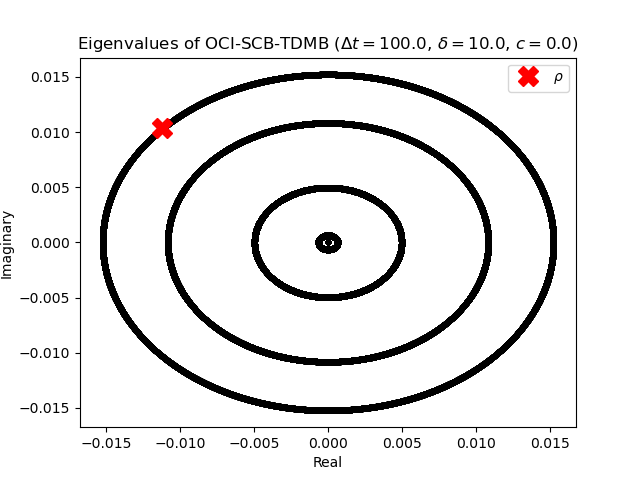 Eigenvalues of OCI-SCB-TDMB (Δt = 100.0, δ = 10.0, c = 0.0)
ρ
Imaginary
0.015
0.010
0.005
0.000
−0.005
−0.010
−0.015
−0.015 −0.010 −0.005 0.000 0.005 0.010 0.015
Real